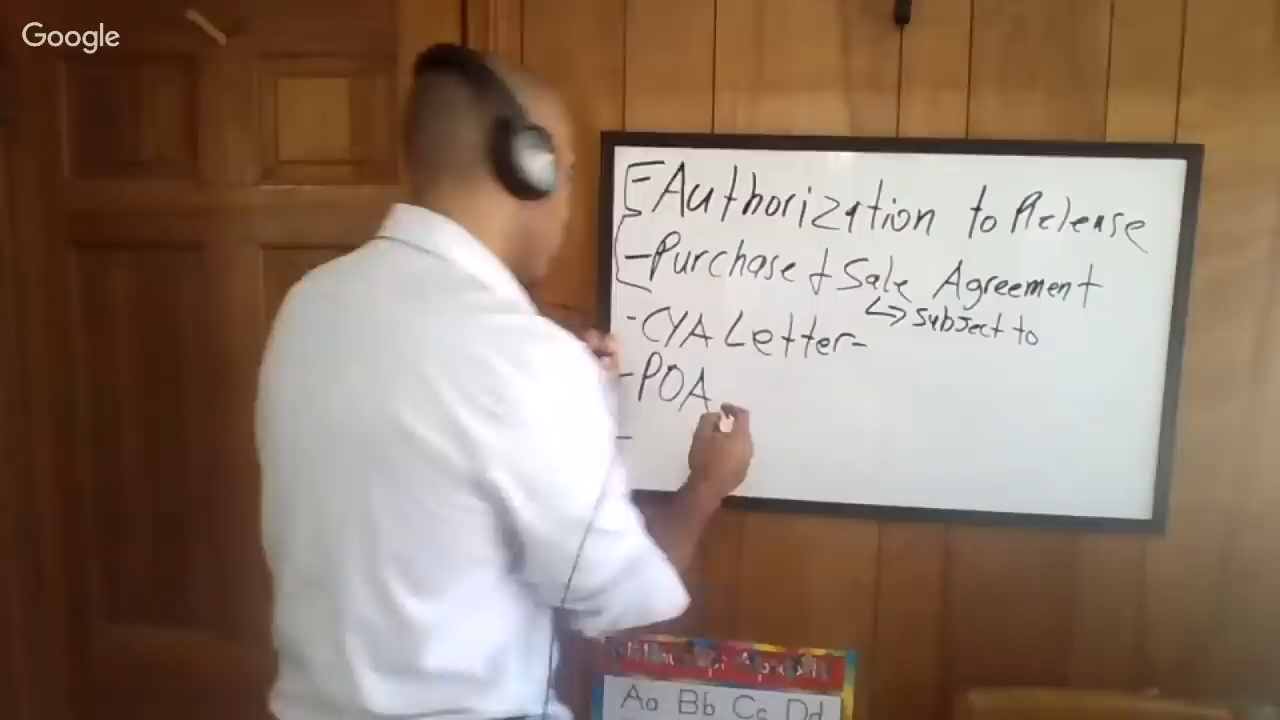 Google
- Authorization to Release
- Purchase & Sale Agreement
↳ Subject to
- CYA Letter -
- POA
-
Aa Bb Cc Dd